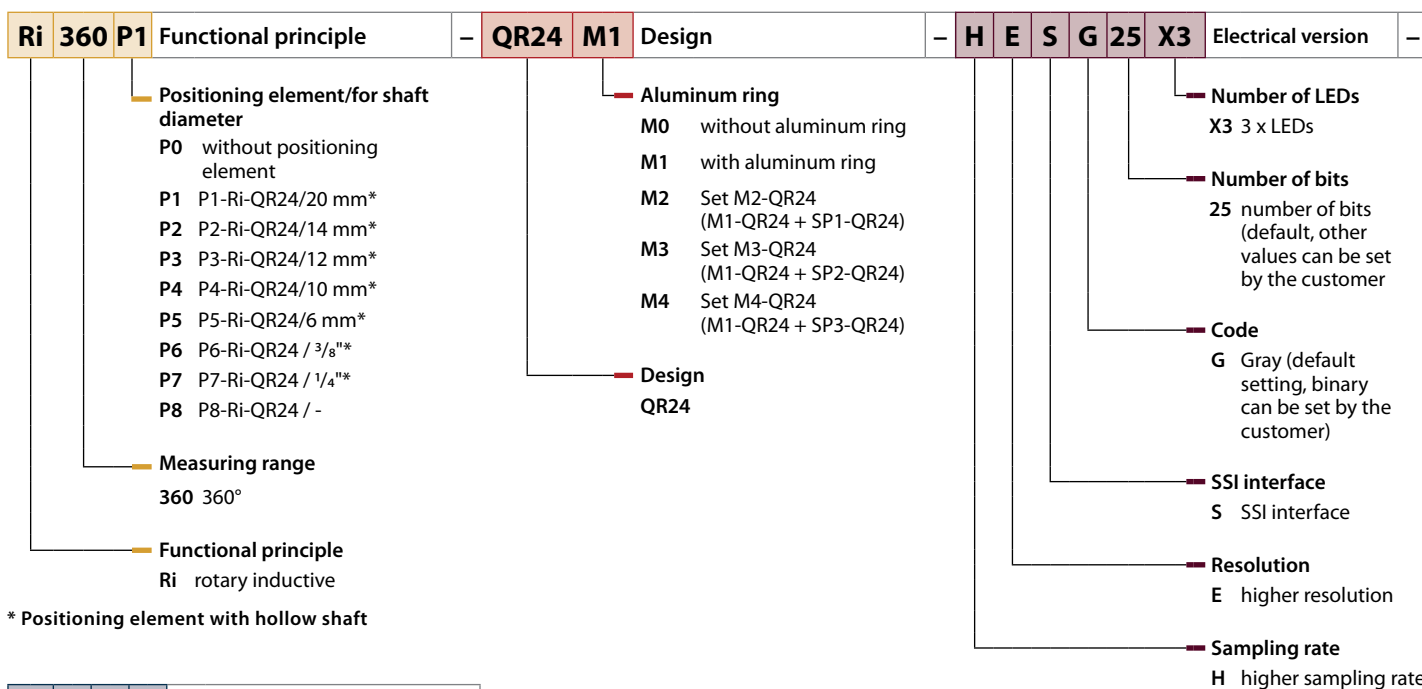 Ri 360 P1 Functional principle – QR24 M1 Design – H E S G 25 X3 Electrical version –
Positioning element/for shaft
diameter
P0 without positioning
element
P1 P1-Ri-QR24/20 mm*
P2 P2-Ri-QR24/14 mm*
P3 P3-Ri-QR24/12 mm*
P4 P4-Ri-QR24/10 mm*
P5 P5-Ri-QR24/6 mm*
P6 P6-Ri-QR24 / 3/8"*
P7 P7-Ri-QR24 / 1/4"*
P8 P8-Ri-QR24 / -
Measuring range
360 360°
Functional principle
Ri rotary inductive
* Positioning element with hollow shaft
Aluminum ring
M0 without aluminum ring
M1 with aluminum ring
M2 Set M2-QR24
(M1-QR24 + SP1-QR24)
M3 Set M3-QR24
(M1-QR24 + SP2-QR24)
M4 Set M4-QR24
(M1-QR24 + SP3-QR24)
Design
QR24
Number of LEDs
X3 3 x LEDs
Number of bits
25 number of bits
(default, other
values can be set
by the customer
Code
G Gray (default
setting, binary
can be set by the
customer)
SSI interface
S SSI interface
Resolution
E higher resolution
Sampling rate
H higher sampling rate